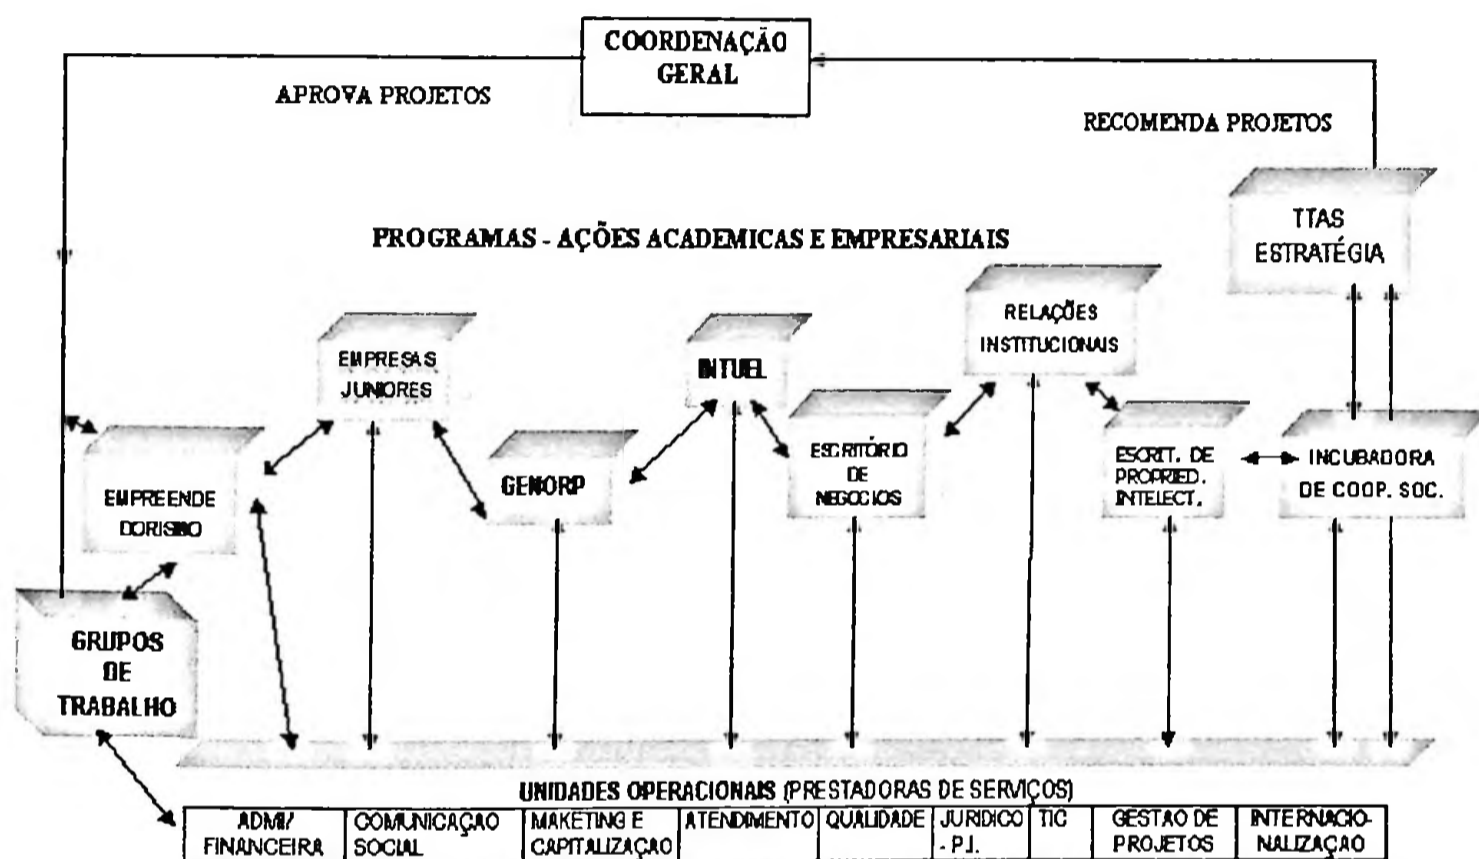 COORDENAÇÃO
GERAL
APROVA PROJETOS
RECOMENDA PROJETOS
TTAS
ESTRATÉGIA
PROGRAMAS - AÇÕES ACADEMICAS E EMPRESARIAIS
RELAÇÕES
INSTITUCIONAIS
EMPRESAS
JUNIORES
INTUEL
GENORP
ESCRITÓRIO
DE
NEGOCIOS
ESCRIT. DE
PROPRIED.
INTELECT.
INCUBADORA
DE COOP. SOC.
EMPREENDE
DORISMO
GRUPOS
DE
TRABALHO
UNIDADES OPERACIONAIS (PRESTADORAS DE SERVIÇOS)
ADM/
FINANCEIRA
COMUNICAÇAO
SOCIAL
MAKETING E
CAPITALIZAÇAO
ATENDIMENTO
QUALIDADE
JURIDICO
- P.I.
TIC
GESTAO DE
PROJETOS
INTERNACIO-
NALIZAÇAO